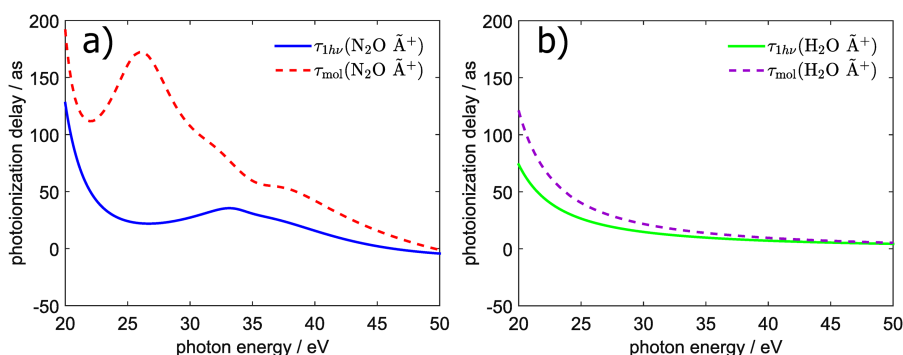 a)
τ1hν(N2O Ã+)
τmol(N2O Ã+)
photoionization delay / as
200
150
100
50
0
-50
20 25 30 35 40 45 50
photon energy / eV
b)
τ1hν(H2O Ã+)
τmol(H2O Ã+)
photoionization delay / as
200
150
100
50
0
-50
20 25 30 35 40 45 50
photon energy / eV